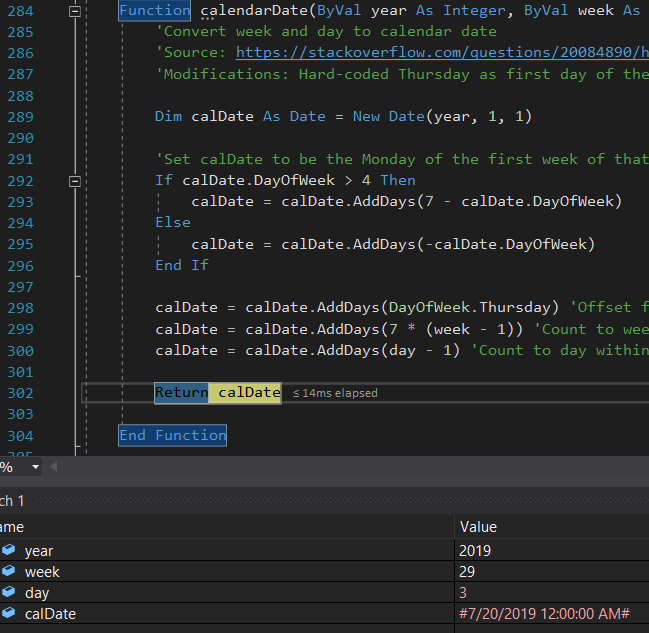 284 Function calendarDate(ByVal year As Integer, ByVal week As
285 'Convert week and day to calendar date
286 'Source: https://stackoverflow.com/questions/20084890/h
287 'Modifications: Hard-coded Thursday as first day of the
288
289 Dim calDate As Date = New Date(year, 1, 1)
290
291 'Set calDate to be the Monday of the first week of that
292 If calDate.DayOfWeek > 4 Then
293 calDate = calDate.AddDays(7 - calDate.DayOfWeek)
294 Else
295 calDate = calDate.AddDays(-calDate.DayOfWeek)
296 End If
297
298 calDate = calDate.AddDays(DayOfWeek.Thursday) 'Offset f
299 calDate = calDate.AddDays(7 * (week - 1)) 'Count to wee
300 calDate = calDate.AddDays(day - 1) 'Count to day within
301
302 Return calDate ≤ 14ms elapsed
303
304 End Function
%
ch 1
ame Value
year 2019
week 29
day 3
calDate #7/20/2019 12:00:00 AM#